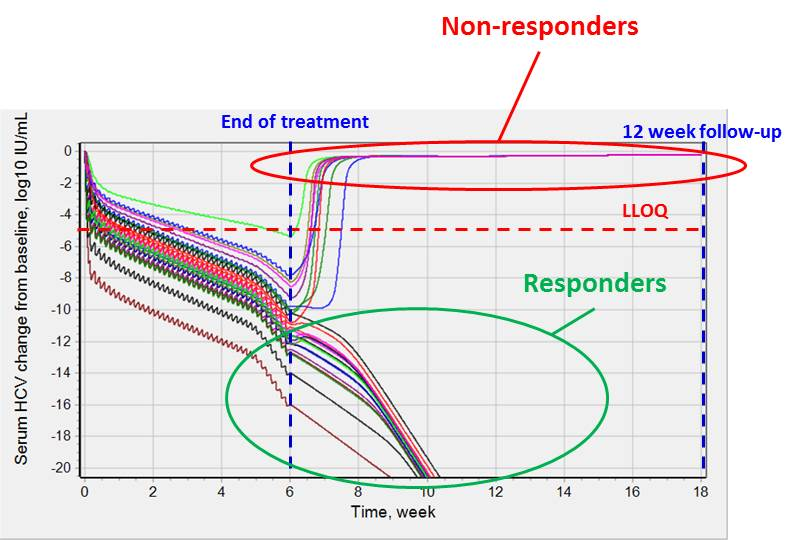 Non-responders
End of treatment
12 week follow-up
Serum HCV change from baseline, log10 IU/mL
0
-2
-4
-6
-8
-10
-12
-14
-16
-18
-20
LLOQ
Responders
0 2 4 6 8 10 12 14 16 18
Time, week